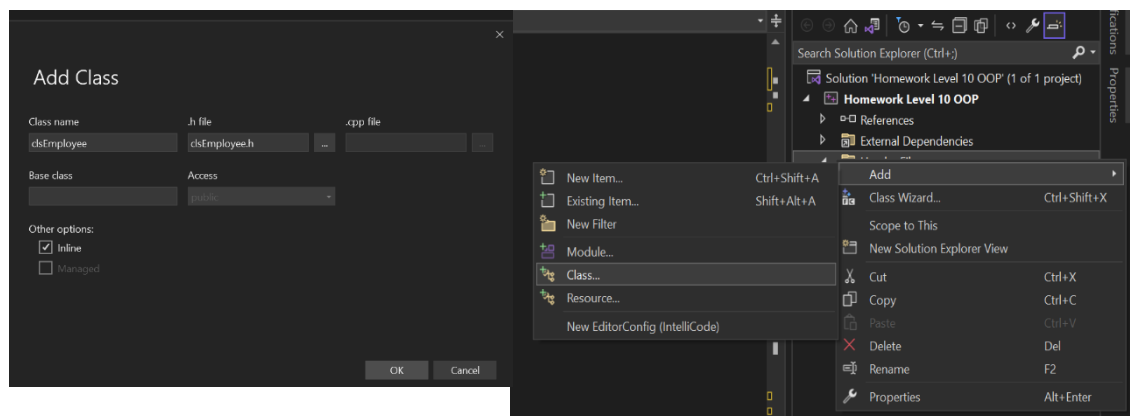 Add Class
Class name .h file .cpp file
clsEmployee clsEmployee.h ... ...
Base class Access
public
Other options:
Inline
Managed
OK Cancel
Search Solution Explorer (Ctrl+;)
Solution 'Homework Level 10 OOP' (1 of 1 project)
Homework Level 10 OOP
References
External Dependencies
New Item... Ctrl+Shift+A
Existing Item... Shift+Alt+A
New Filter
Module...
Class...
Resource...
New EditorConfig (IntelliCode)
Add
Class Wizard... Ctrl+Shift+X
Scope to This
New Solution Explorer View
Cut Ctrl+X
Copy Ctrl+C
Paste Ctrl+V
Delete Del
Rename F2
Properties Alt+Enter
Properties